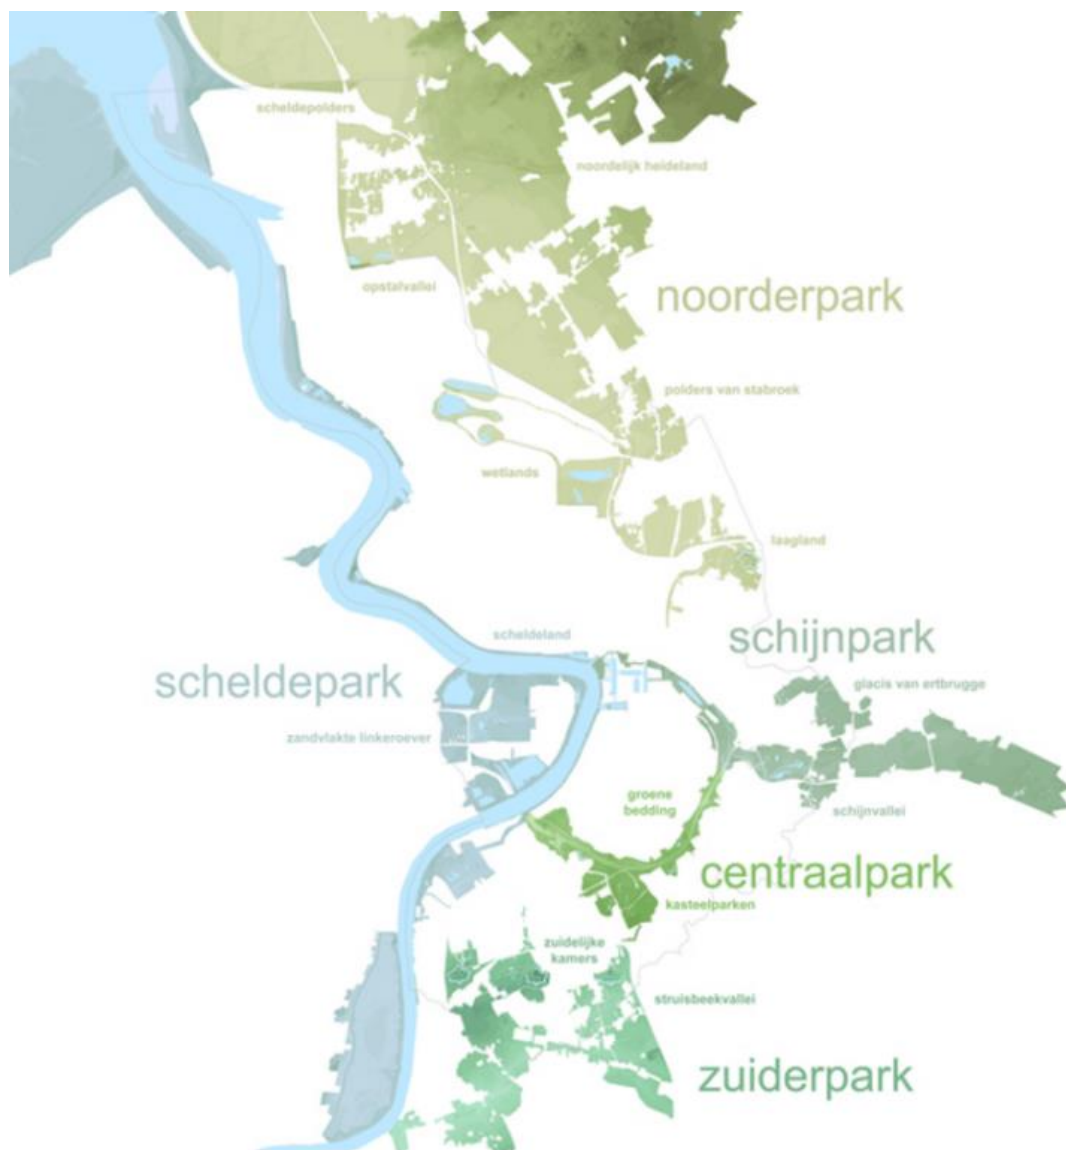 scheldepolders
noordelijk heideland
opstalvallei
noorderpark
polders van stabroek
wetlands
laagland
scheldeland
schijnpark
scheldepark
glacis van ertbrugge
zandvlakte linkeroever
groene
bedding
schijnvallei
centraalpark
kasteelparken
zuidelijke
kamers
struisbeekvallei
zuiderpark